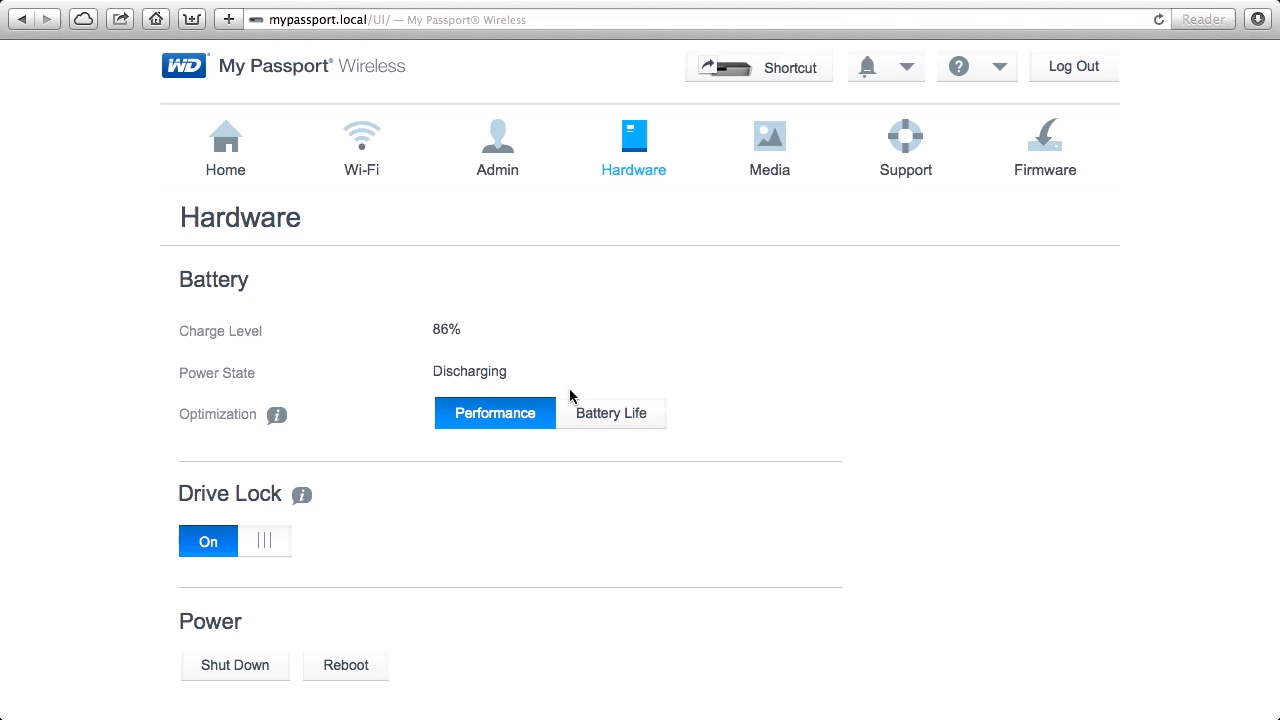 mypassport.local/UI/ — My Passport® Wireless
Reader
WD My Passport® Wireless
Shortcut
Log Out
Home
Wi-Fi
Admin
Hardware
Media
Support
Firmware
Hardware
Battery
Charge Level
86%
Power State
Discharging
Optimization
Performance
Battery Life
Drive Lock
On
Power
Shut Down
Reboot